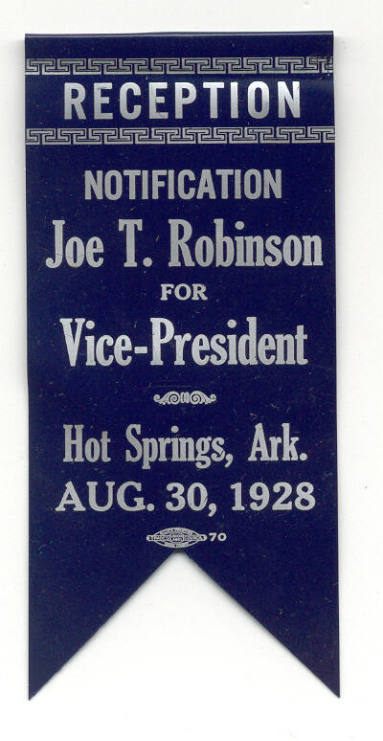 RECEPTION
NOTIFICATION
Joe T. Robinson
FOR
Vice-President
Hot Springs, Ark.
AUG. 30, 1928
70